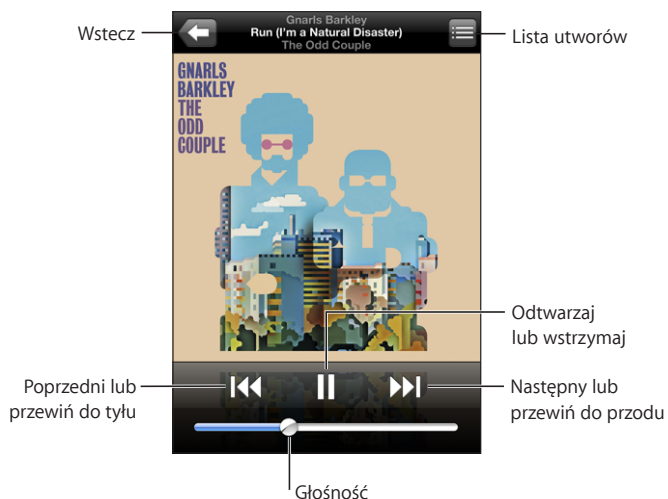 Wstecz
Gnarls Barkley
Run (I'm a Natural Disaster)
The Odd Couple
Lista utworów
GNARLS
BARKLEY
THE
ODD
COUPLE
Odtwarzaj
lub wstrzymaj
Poprzedni lub
przewiń do tyłu
Następny lub
przewiń do przodu
Głośność